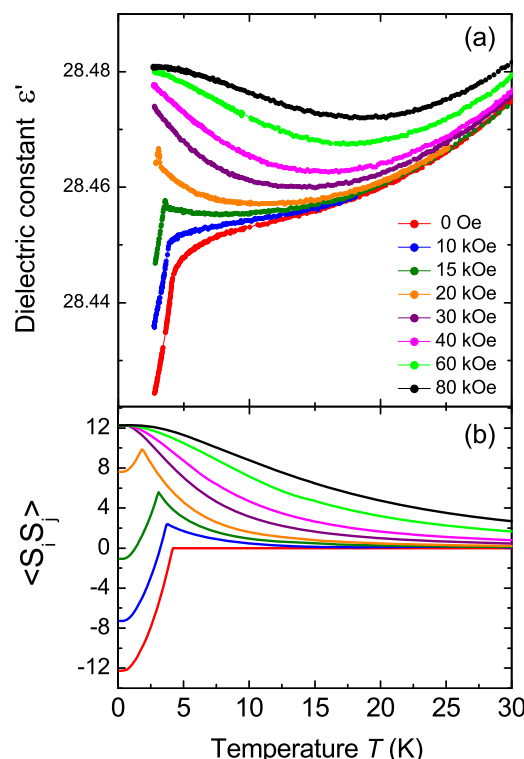 (a)
Dielectric constant ε'
28.48
28.46
28.44
0 Oe
10 kOe
15 kOe
20 kOe
30 kOe
40 kOe
60 kOe
80 kOe
(b)
<S_iS_j>
12
8
4
0
-4
-8
-12
0 5 10 15 20 25 30
Temperature T (K)